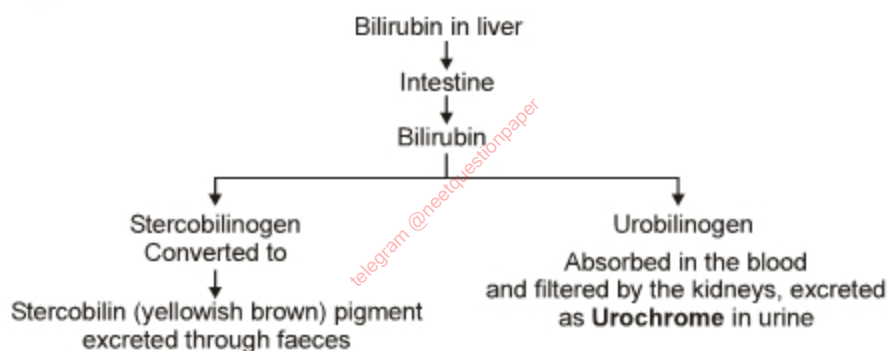 Bilirubin in liver
Intestine
Bilirubin
Stercobilinogen
Converted to
Stercobilin (yellowish brown) pigment
excreted through faeces
Urobilinogen
Absorbed in the blood
and filtered by the kidneys, excreted
as Urochrome in urine
telegram @neetquestionpaper